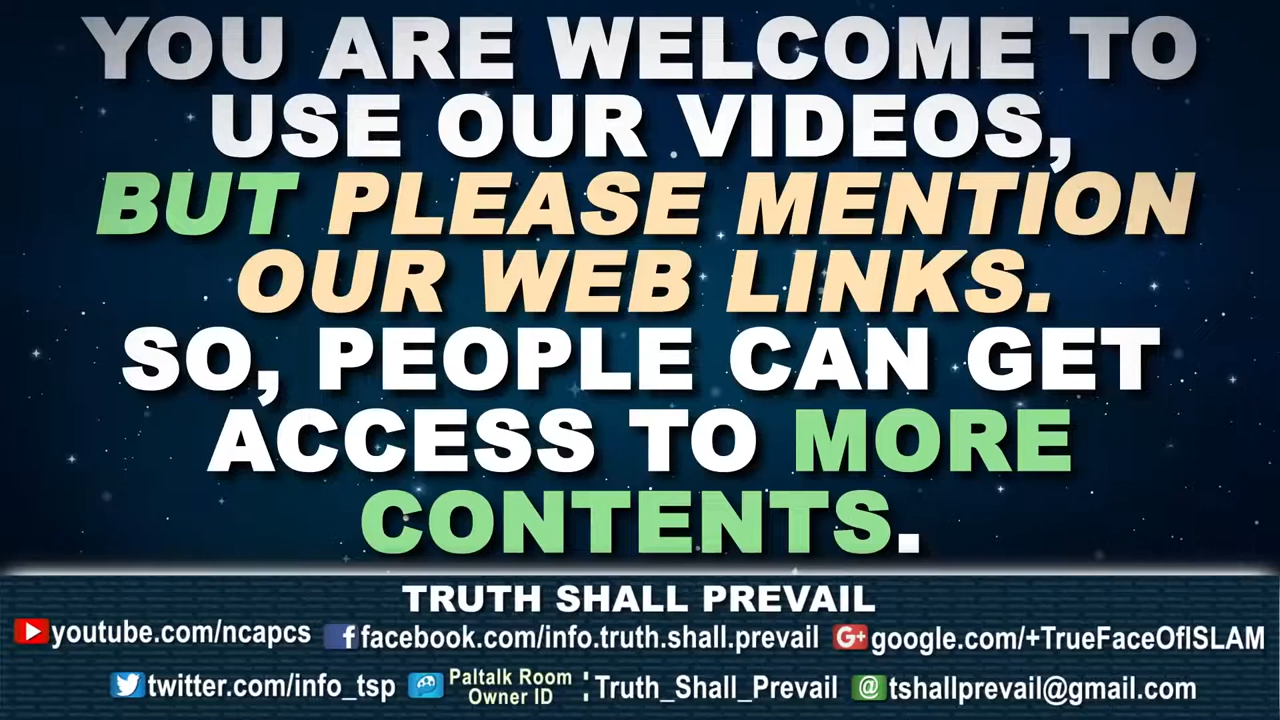 YOU ARE WELCOME TO
USE OUR VIDEOS,
BUT PLEASE MENTION
OUR WEB LINKS.
SO, PEOPLE CAN GET
ACCESS TO MORE
CONTENTS.
TRUTH SHALL PREVAIL
youtube.com/ncapcs f facebook.com/info.truth.shall.prevail G+ google.com/+TrueFaceOfISLAM
twitter.com/info_tsp Paltalk Room Owner ID : Truth_Shall_Prevail @ tshallprevail@gmail.com